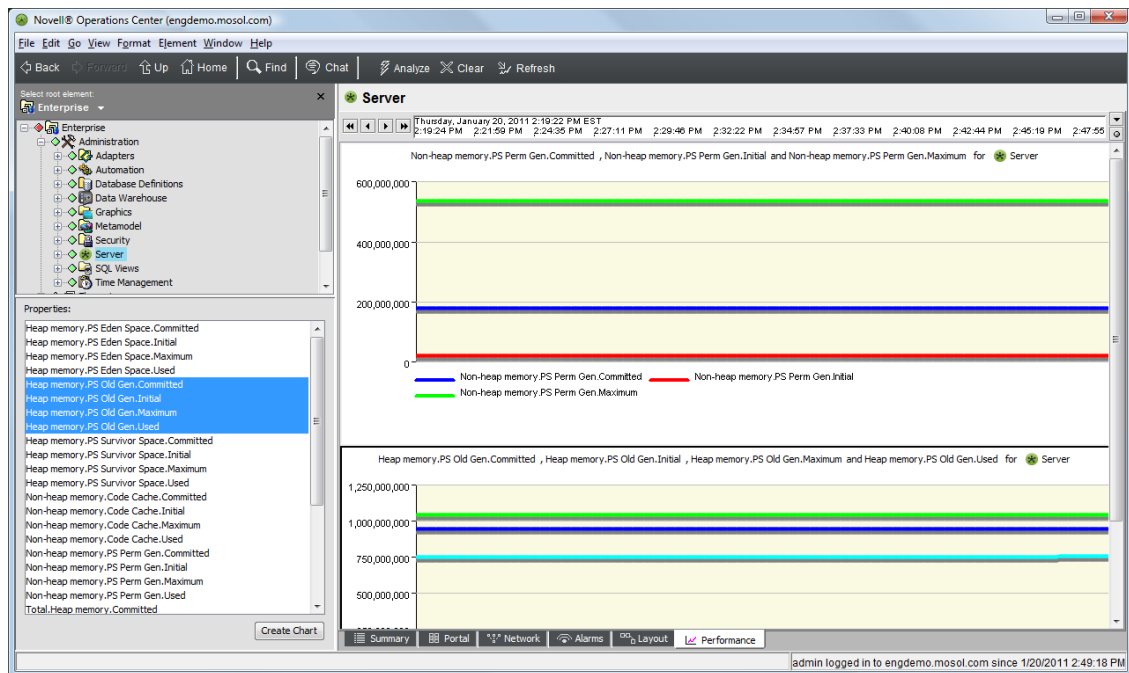 Novell® Operations Center (engdemo.mosol.com)
File Edit Go View Format Element Window Help
Back Forward Up Home Find Chat Analyze Clear Refresh
Select root element:
Enterprise
Enterprise
Administration
Adapters
Automation
Database Definitions
Data Warehouse
Graphics
Metamodel
Security
Server
SQL Views
Time Management
Properties:
Heap memory.PS Eden Space.Committed
Heap memory.PS Eden Space.Initial
Heap memory.PS Eden Space.Maximum
Heap memory.PS Eden Space.Used
Heap memory.PS Old Gen.Committed
Heap memory.PS Old Gen.Initial
Heap memory.PS Old Gen.Maximum
Heap memory.PS Old Gen.Used
Heap memory.PS Survivor Space.Committed
Heap memory.PS Survivor Space.Initial
Heap memory.PS Survivor Space.Maximum
Heap memory.PS Survivor Space.Used
Non-heap memory.Code Cache.Committed
Non-heap memory.Code Cache.Initial
Non-heap memory.Code Cache.Maximum
Non-heap memory.Code Cache.Used
Non-heap memory.PS Perm Gen.Committed
Non-heap memory.PS Perm Gen.Initial
Non-heap memory.PS Perm Gen.Maximum
Non-heap memory.PS Perm Gen.Used
Total.Heap memory.Committed
Create Chart
Server
Thursday, January 20, 2011 2:19:22 PM EST
2:19:24 PM 2:21:59 PM 2:24:35 PM 2:27:11 PM 2:29:46 PM 2:32:22 PM 2:34:57 PM 2:37:33 PM 2:40:08 PM 2:42:44 PM 2:45:19 PM 2:47:55
Non-heap memory.PS Perm Gen.Committed , Non-heap memory.PS Perm Gen.Initial and Non-heap memory.PS Perm Gen.Maximum for Server
600,000,000
400,000,000
200,000,000
0
Non-heap memory.PS Perm Gen.Committed Non-heap memory.PS Perm Gen.Initial
Non-heap memory.PS Perm Gen.Maximum
Heap memory.PS Old Gen.Committed , Heap memory.PS Old Gen.Initial , Heap memory.PS Old Gen.Maximum and Heap memory.PS Old Gen.Used for Server
1,250,000,000
1,000,000,000
750,000,000
500,000,000
Summary Portal Network Alarms Layout Performance
admin logged in to engdemo.mosol.com since 1/20/2011 2:49:18 PM